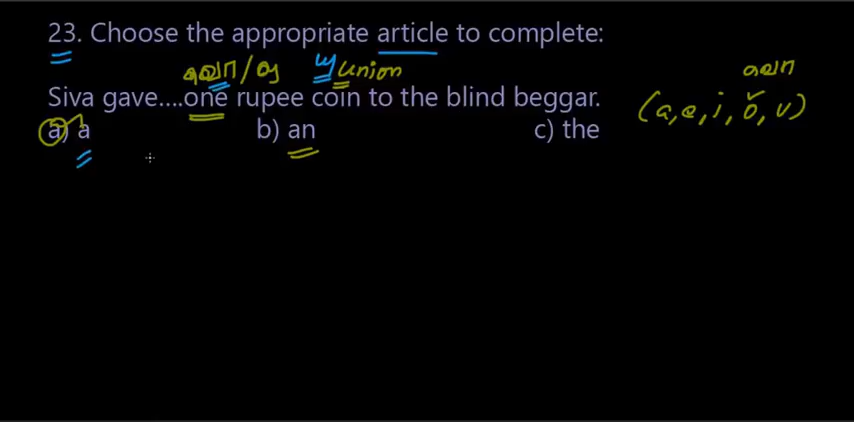 23. Choose the appropriate article to complete:
union
Siva gave....one rupee coin to the blind beggar. (a, e, i, o, u)
a) a b) an c) the